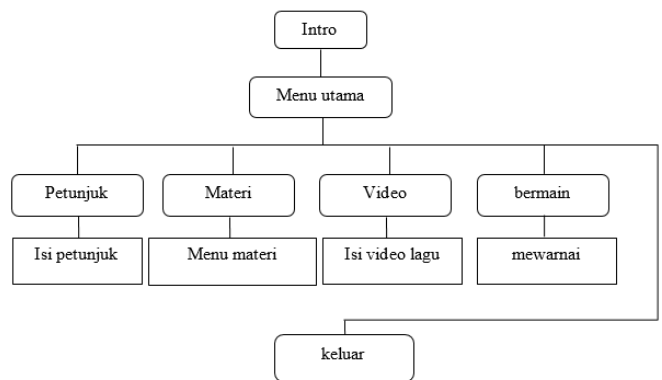 Intro
Menu utama
Petunjuk
Materi
Video
bermain
Isi petunjuk
Menu materi
Isi video lagu
mewarnai
keluar